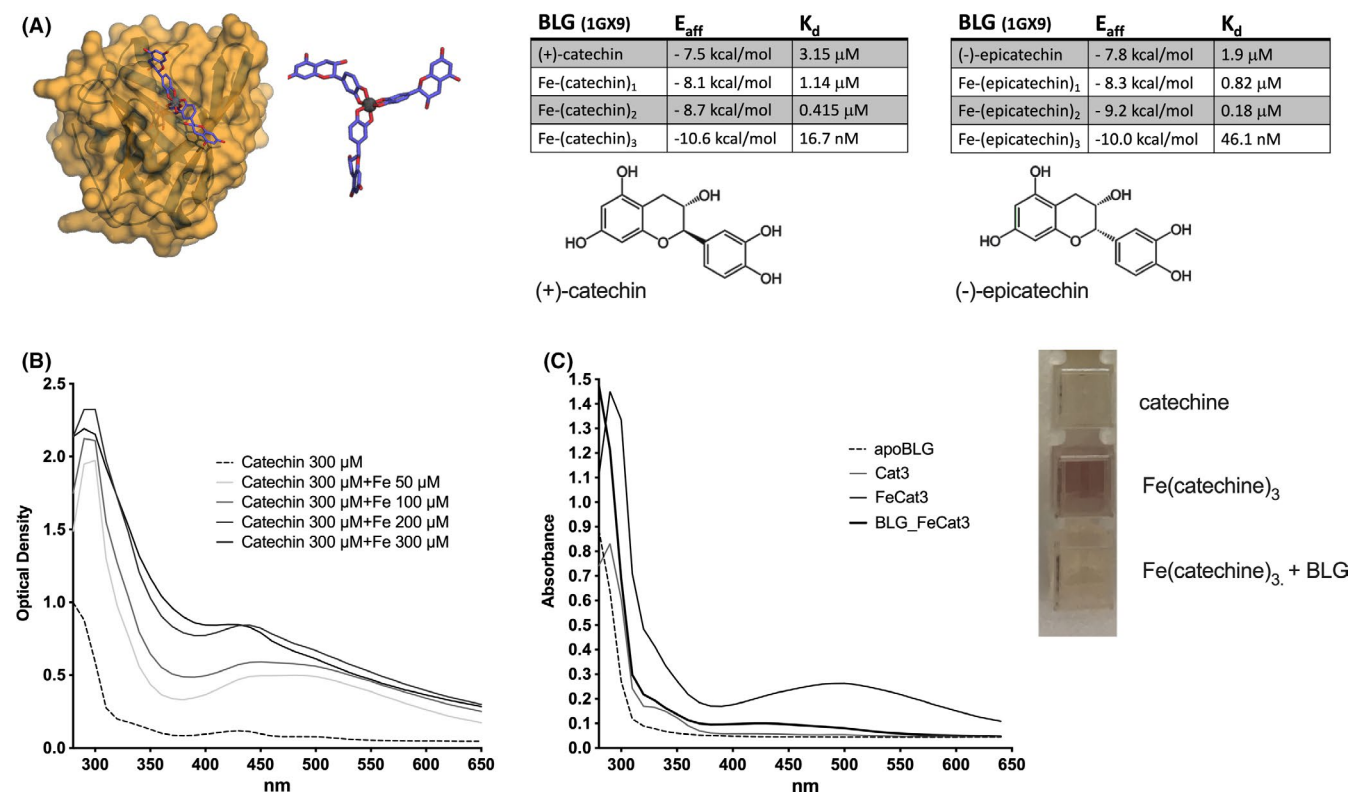 (A)
BLG (1GX9) Eaff Kd
(+)-catechin - 7.5 kcal/mol 3.15 µM
Fe-(catechin)1 - 8.1 kcal/mol 1.14 µM
Fe-(catechin)2 - 8.7 kcal/mol 0.415 µM
Fe-(catechin)3 -10.6 kcal/mol 16.7 nM
OH
OH
HO
O
OH
OH
(+)-catechin
BLG (1GX9) Eaff Kd
(-)-epicatechin - 7.8 kcal/mol 1.9 µM
Fe-(epicatechin)1 - 8.3 kcal/mol 0.82 µM
Fe-(epicatechin)2 - 9.2 kcal/mol 0.18 µM
Fe-(epicatechin)3 -10.0 kcal/mol 46.1 nM
OH
OH
HO
O
OH
OH
(-)-epicatechin
(B)
Optical Density
2.5
2.0
1.5
1.0
0.5
0.0
Catechin 300 µM
Catechin 300 µM+Fe 50 µM
Catechin 300 µM+Fe 100 µM
Catechin 300 µM+Fe 200 µM
Catechin 300 µM+Fe 300 µM
300 350 400 450 500 550 600 650
nm
(C)
Absorbance
1.5
1.4
1.3
1.2
1.1
1.0
0.9
0.8
0.7
0.6
0.5
0.4
0.3
0.2
0.1
0.0
apoBLG
Cat3
FeCat3
BLG_FeCat3
300 350 400 450 500 550 600 650
nm
catechine
Fe(catechine)3
Fe(catechine)3. + BLG